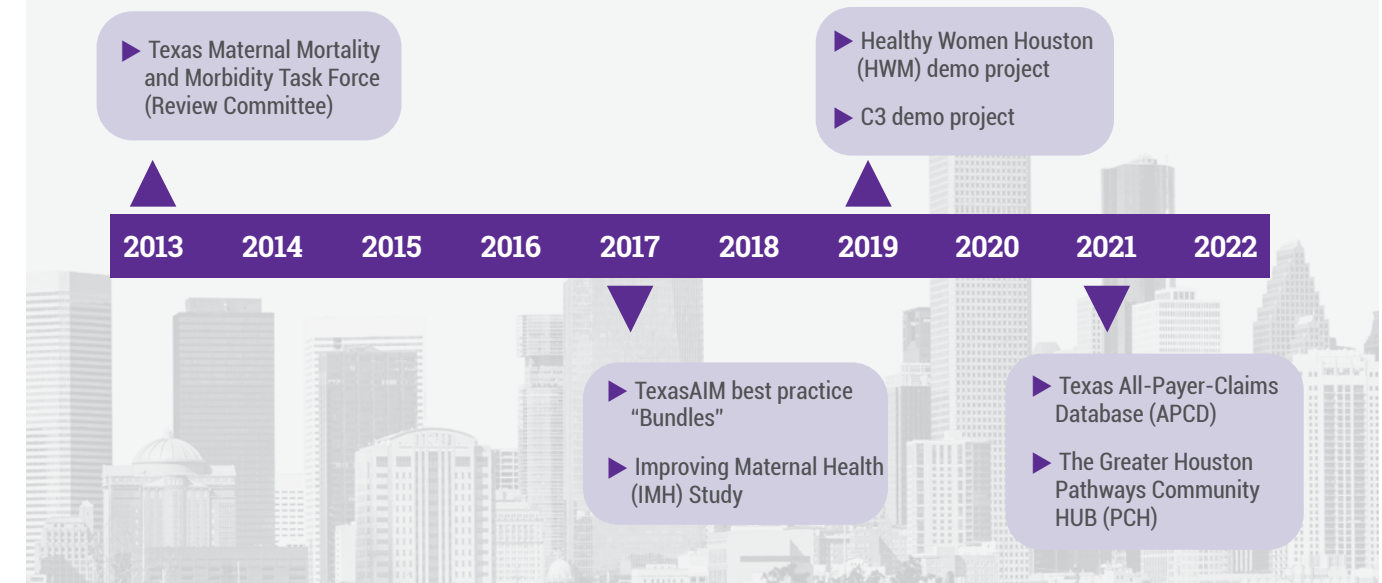 Texas Maternal Mortality
and Morbidity Task Force
(Review Committee)
Healthy Women Houston
(HWM) demo project
C3 demo project
2013 2014 2015 2016 2017 2018 2019 2020 2021 2022
TexasAIM best practice
“Bundles”
Improving Maternal Health
(IMH) Study
Texas All-Payer-Claims
Database (APCD)
The Greater Houston
Pathways Community
HUB (PCH)